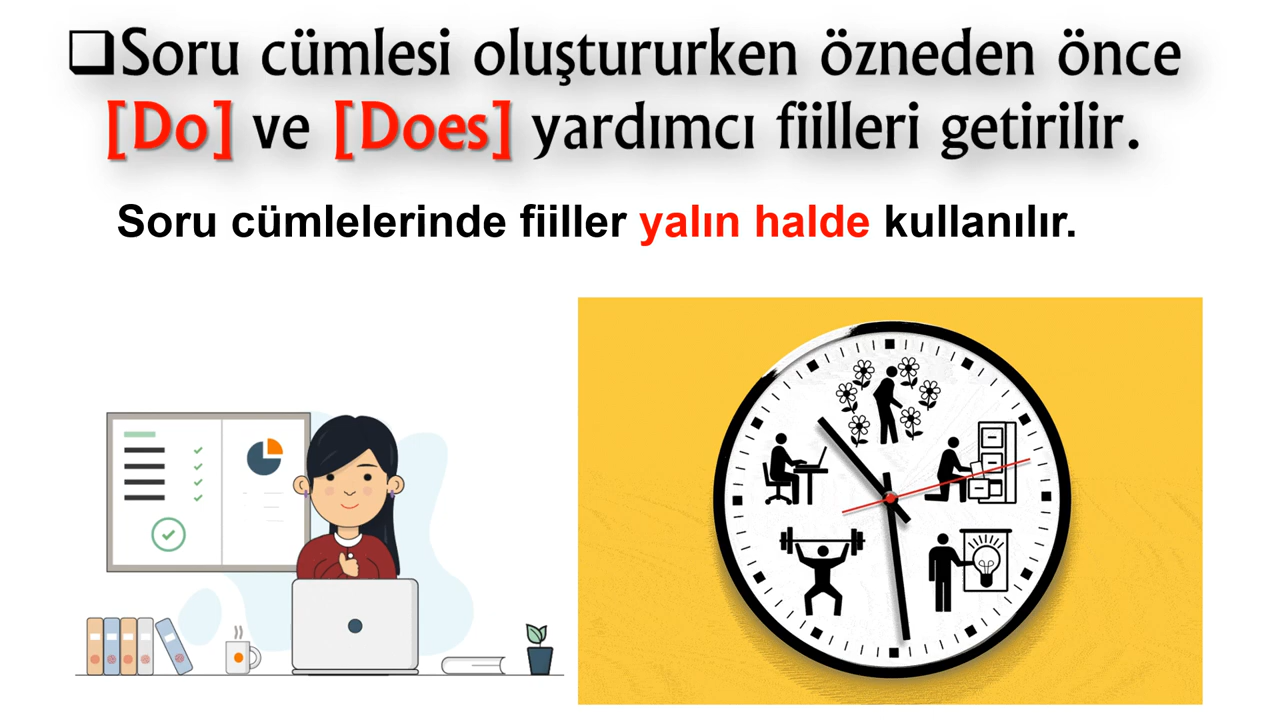 ❑Soru cümlesi oluştururken özneden önce
[Do] ve [Does] yardımcı fiilleri getirilir.
Soru cümlelerinde fiiller yalın halde kullanılır.